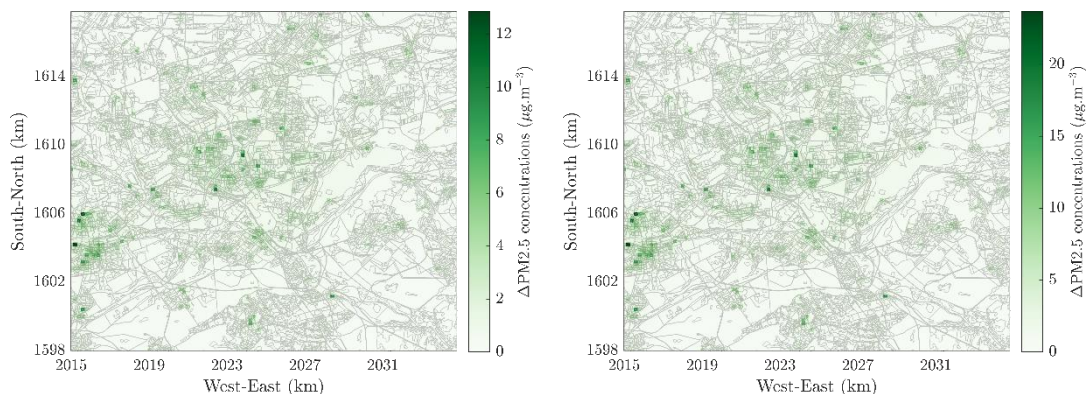 1614
1610
1606
1602
1598
South-North (km)
2015 2019 2023 2027 2031
West-East (km)
12
10
8
6
4
2
0
ΔPM2.5 concentrations (μg.m−3)
1614
1610
1606
1602
1598
South-North (km)
2015 2019 2023 2027 2031
West-East (km)
20
15
10
5
0
ΔPM2.5 concentrations (μg.m−3)